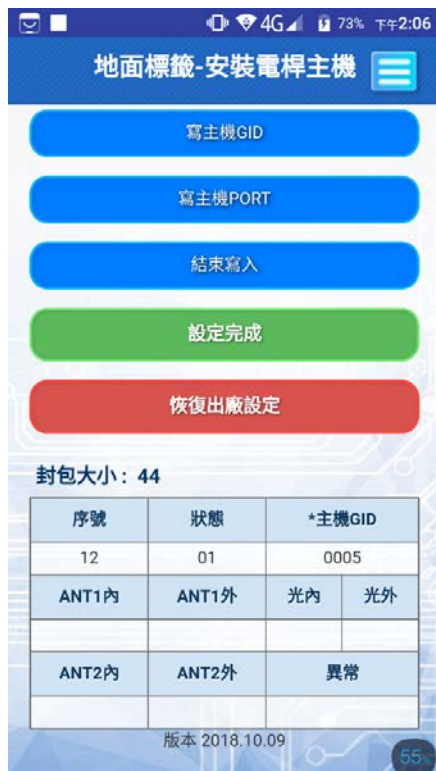 4G 73% 下午2:06
地面標籤-安裝電桿主機
寫主機GID
寫主機PORT
結束寫入
設定完成
恢復出廠設定
封包大小: 44
序號 狀態 *主機GID
12 01 0005
ANT1內 ANT1外 光內 光外
ANT2內 ANT2外 異常
版本 2018.10.09
55%